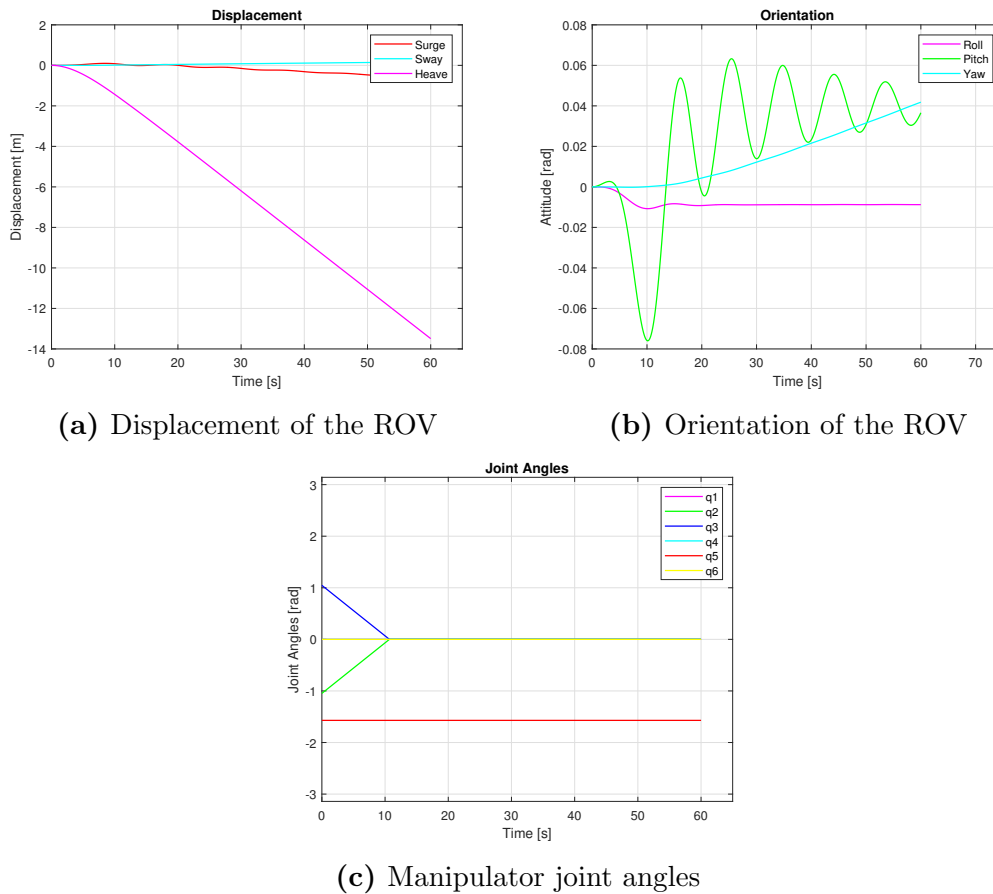 Displacement
2
0
-2
-4
-6
-8
-10
-12
-14
Displacement [m]
0 10 20 30 40 50 60
Time [s]
Surge
Sway
Heave
(a) Displacement of the ROV
Orientation
0.08
0.06
0.04
0.02
0
-0.02
-0.04
-0.06
-0.08
Attitude [rad]
0 10 20 30 40 50 60 70
Time [s]
Roll
Pitch
Yaw
(b) Orientation of the ROV
Joint Angles
3
2
1
0
-1
-2
-3
Joint Angles [rad]
0 10 20 30 40 50 60
Time [s]
q1
q2
q3
q4
q5
q6
(c) Manipulator joint angles